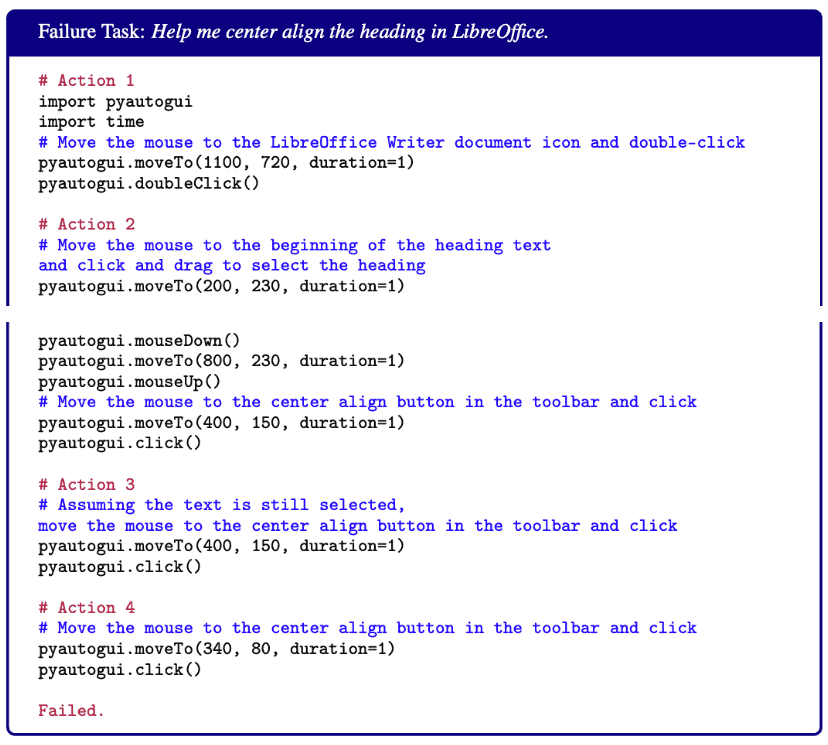 Failure Task: Help me center align the heading in LibreOffice.
# Action 1
import pyautogui
import time
# Move the mouse to the LibreOffice Writer document icon and double-click
pyautogui.moveTo(1100, 720, duration=1)
pyautogui.doubleClick()
# Action 2
# Move the mouse to the beginning of the heading text
and click and drag to select the heading
pyautogui.moveTo(200, 230, duration=1)
pyautogui.mouseDown()
pyautogui.moveTo(800, 230, duration=1)
pyautogui.mouseUp()
# Move the mouse to the center align button in the toolbar and click
pyautogui.moveTo(400, 150, duration=1)
pyautogui.click()
# Action 3
# Assuming the text is still selected,
move the mouse to the center align button in the toolbar and click
pyautogui.moveTo(400, 150, duration=1)
pyautogui.click()
# Action 4
# Move the mouse to the center align button in the toolbar and click
pyautogui.moveTo(340, 80, duration=1)
pyautogui.click()
Failed.